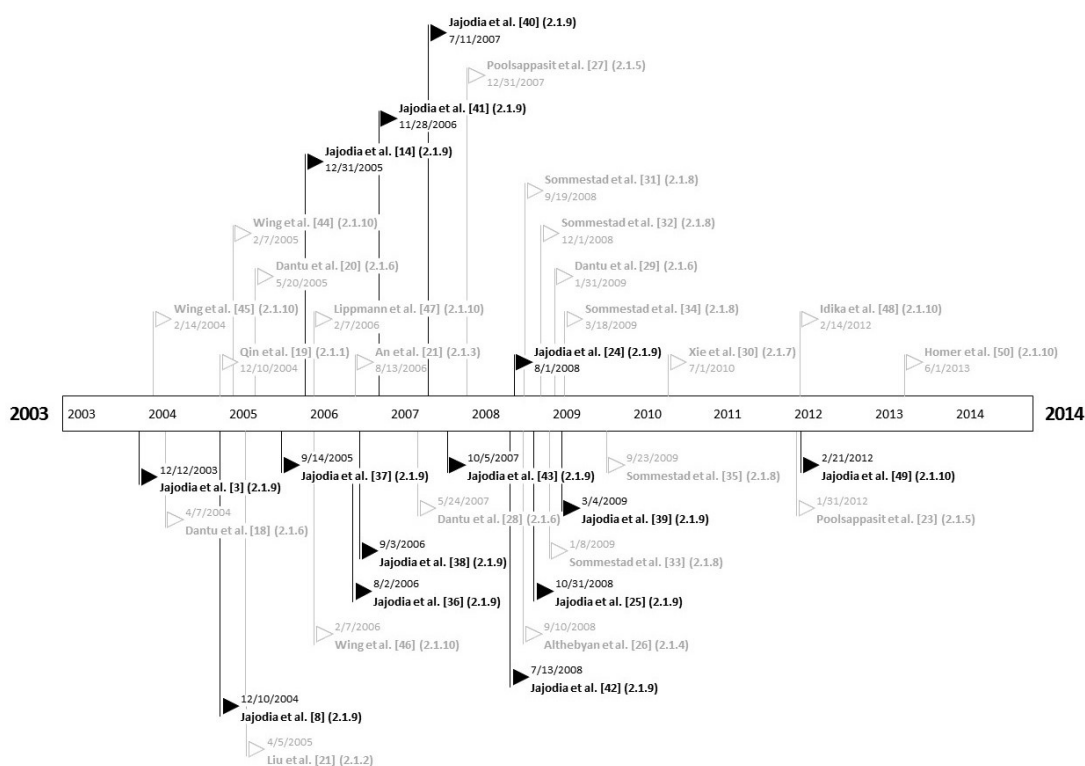 Jajodia et al. [40] (2.1.9)
7/11/2007
Poolsappasit et al. [27] (2.1.5)
12/31/2007
Jajodia et al. [41] (2.1.9)
11/28/2006
Jajodia et al. [14] (2.1.9)
12/31/2005
Sommestad et al. [31] (2.1.8)
9/19/2008
Wing et al. [44] (2.1.10)
2/7/2005
Sommestad et al. [32] (2.1.8)
12/1/2008
Dantu et al. [20] (2.1.6)
5/20/2005
Dantu et al. [29] (2.1.6)
1/31/2009
Wing et al. [45] (2.1.10)
2/14/2004
Lippmann et al. [47] (2.1.10)
2/7/2006
Sommestad et al. [34] (2.1.8)
3/18/2009
Idika et al. [48] (2.1.10)
2/14/2012
Qin et al. [19] (2.1.1)
12/10/2004
An et al. [21] (2.1.3)
8/13/2006
Jajodia et al. [24] (2.1.9)
8/1/2008
Xie et al. [30] (2.1.7)
7/1/2010
Homer et al. [50] (2.1.10)
6/1/2013
2003 2003 2004 2005 2006 2007 2008 2009 2010 2011 2012 2013 2014 2014
12/12/2003
Jajodia et al. [3] (2.1.9)
9/14/2005
Jajodia et al. [37] (2.1.9)
10/5/2007
Jajodia et al. [43] (2.1.9)
9/23/2009
Sommestad et al. [35] (2.1.8)
2/21/2012
Jajodia et al. [49] (2.1.10)
4/7/2004
Dantu et al. [18] (2.1.6)
5/24/2007
Dantu et al. [28] (2.1.6)
3/4/2009
Jajodia et al. [39] (2.1.9)
1/31/2012
Poolsappasit et al. [23] (2.1.5)
9/3/2006
Jajodia et al. [38] (2.1.9)
1/8/2009
Sommestad et al. [33] (2.1.8)
8/2/2006
Jajodia et al. [36] (2.1.9)
10/31/2008
Jajodia et al. [25] (2.1.9)
2/7/2006
Wing et al. [46] (2.1.10)
9/10/2008
Althebyan et al. [26] (2.1.4)
7/13/2008
Jajodia et al. [42] (2.1.9)
12/10/2004
Jajodia et al. [8] (2.1.9)
4/5/2005
Liu et al. [21] (2.1.2)